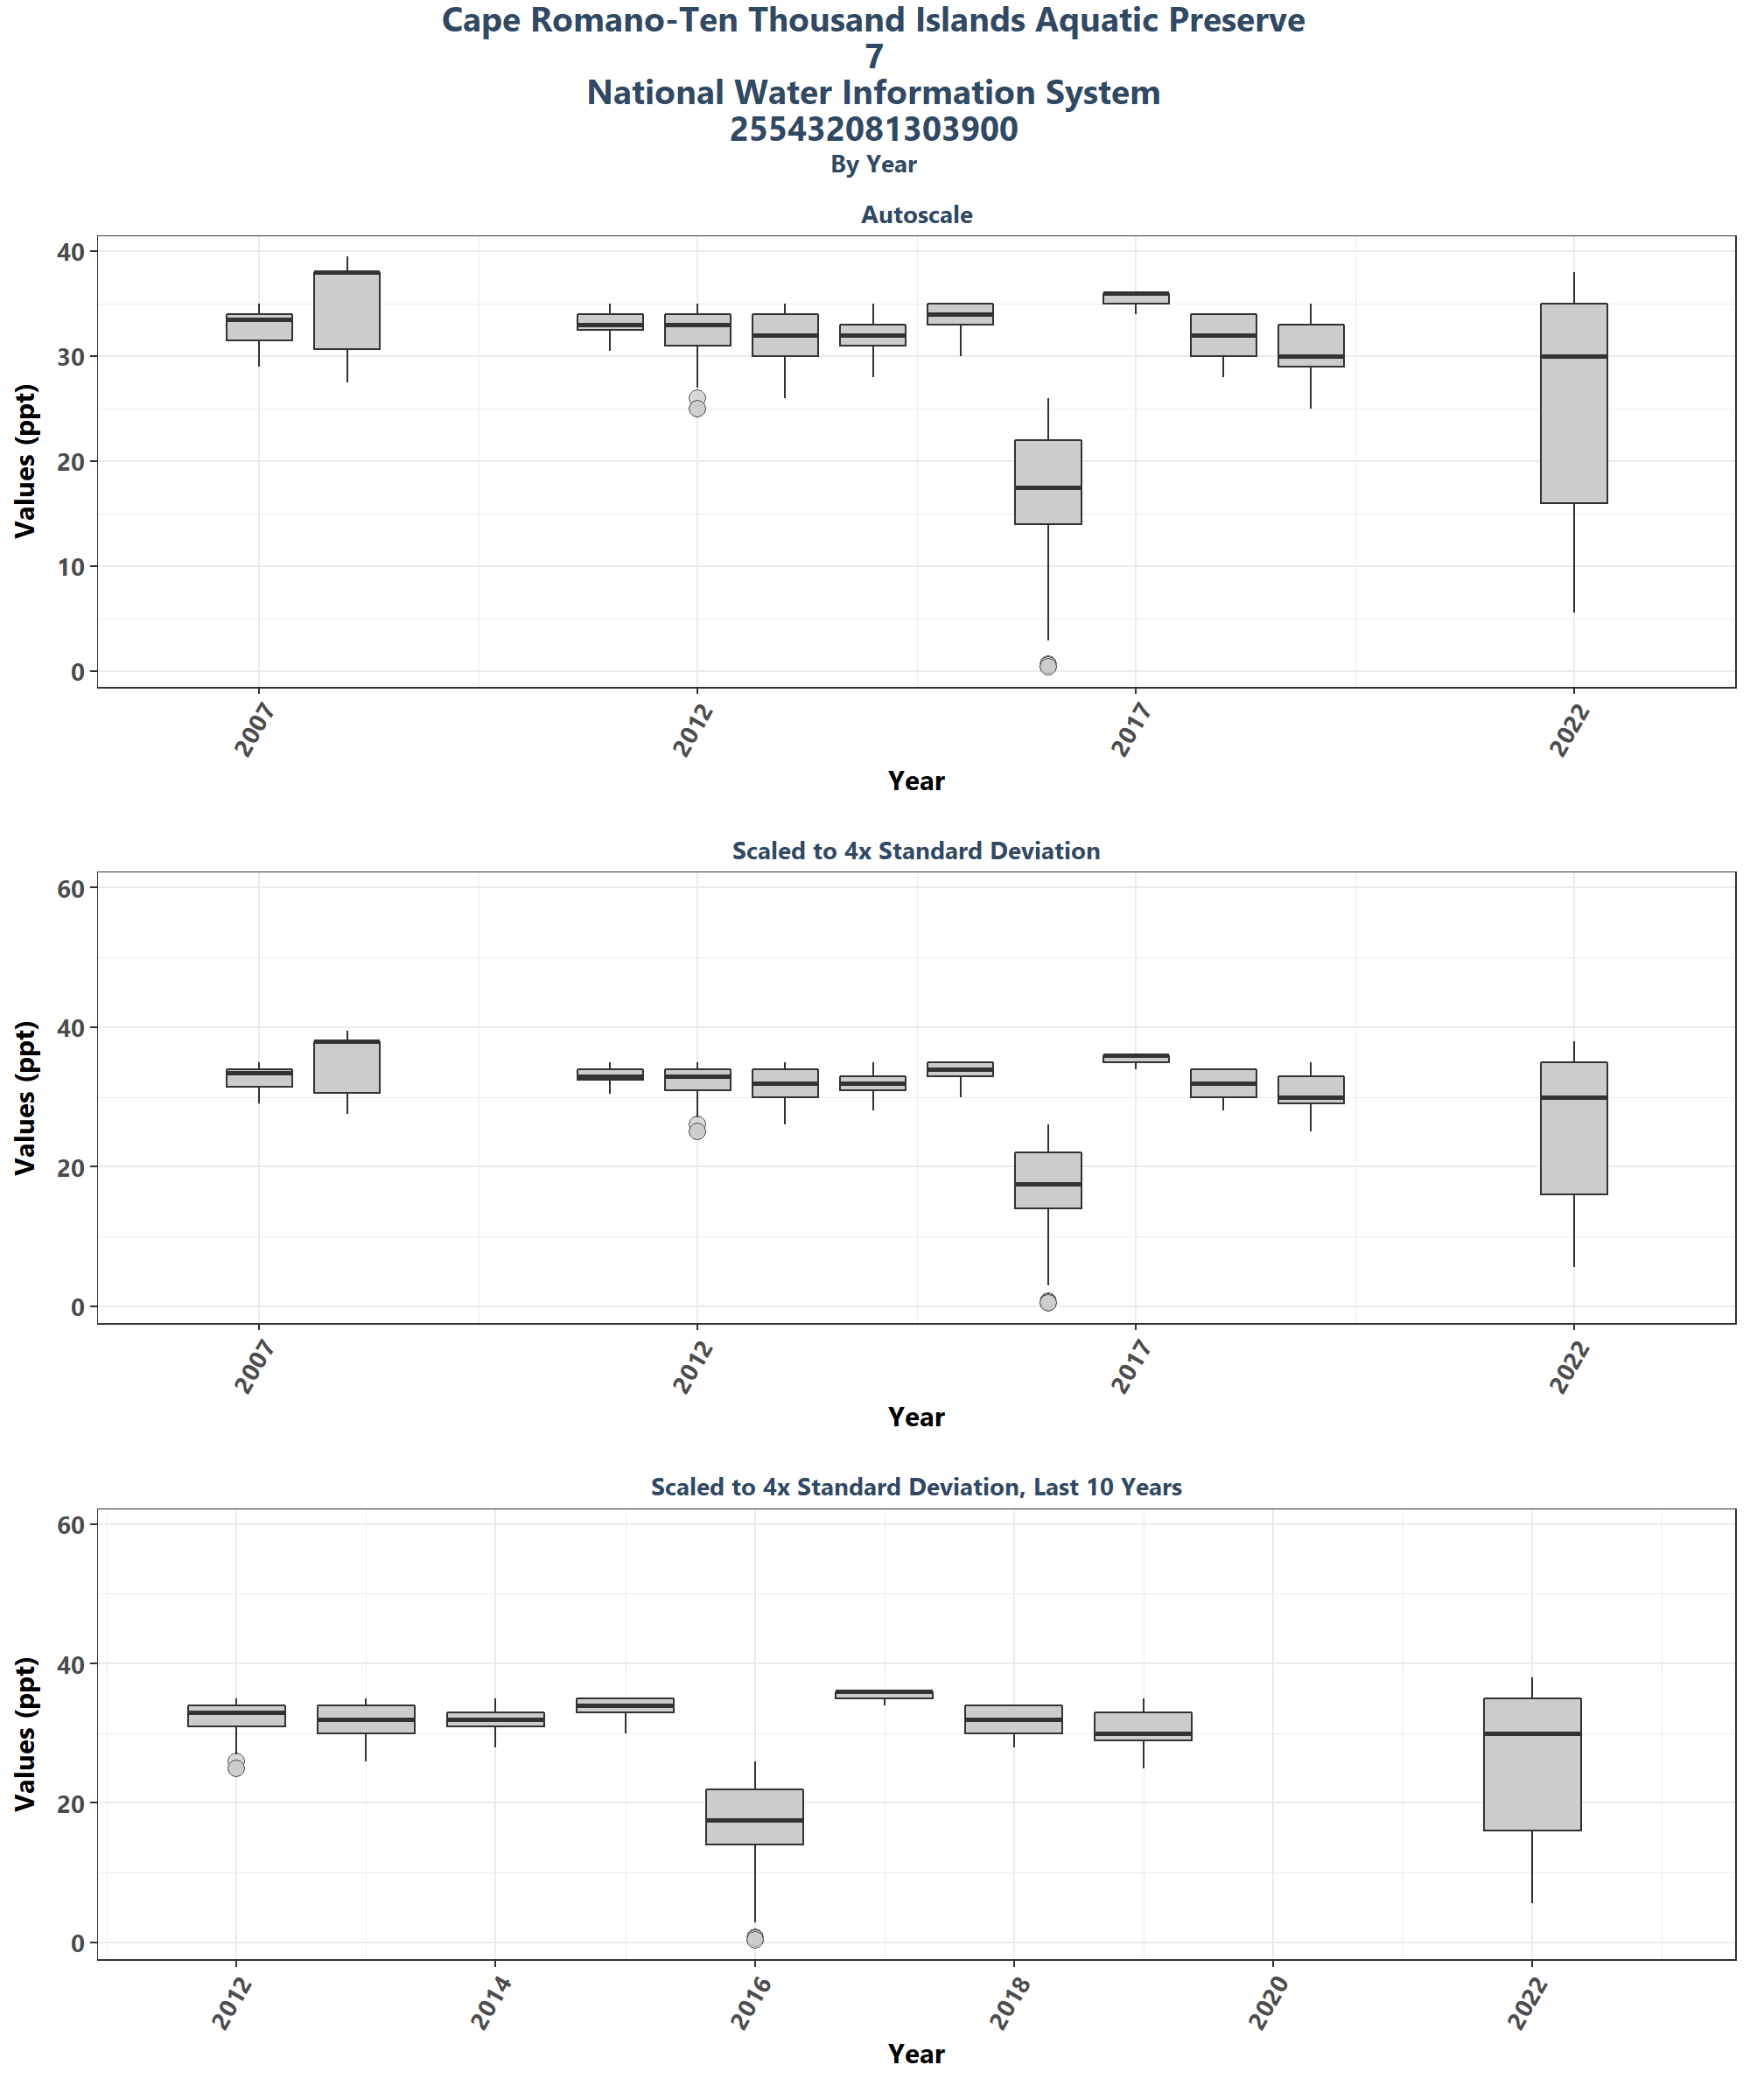 Cape Romano-Ten Thousand Islands Aquatic Preserve
7
National Water Information System
255432081303900
By Year
Autoscale
40
30
20
10
0
Values (ppt)
2007
2012
2017
2022
Year
Scaled to 4x Standard Deviation
60
40
20
0
Values (ppt)
2007
2012
2017
2022
Year
Scaled to 4x Standard Deviation, Last 10 Years
60
40
20
0
Values (ppt)
2012
2014
2016
2018
2020
2022
Year